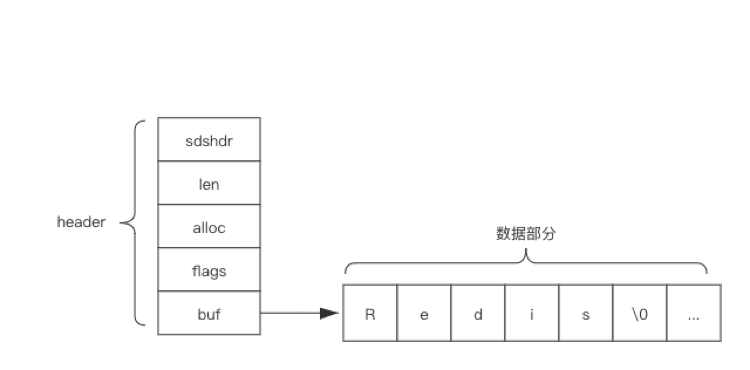 sdshdr
len
header
alloc
数据部分
flags
buf
R e d i s \0 ...